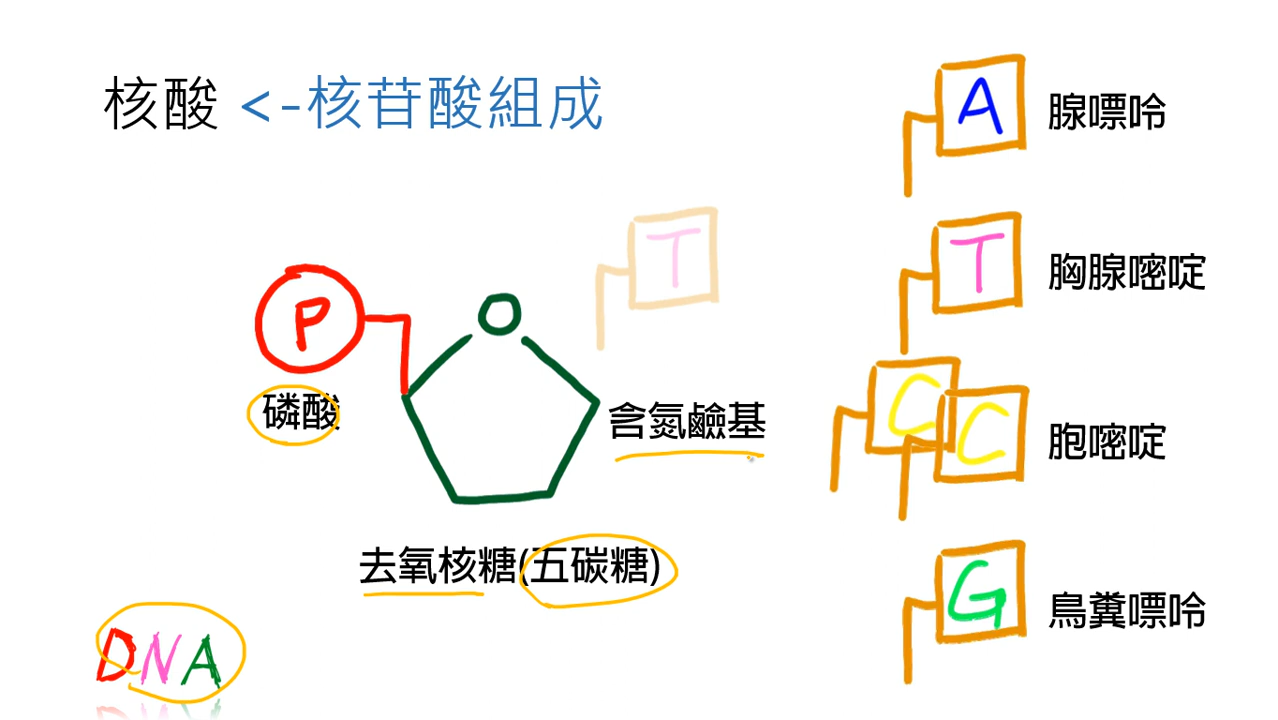 核酸 <-核苷酸組成
A
腺嘌呤
T
T
胸腺嘧啶
P
O
磷酸
含氮鹼基
C
C
胞嘧啶
去氧核糖(五碳糖)
G
鳥糞嘌呤
DNA